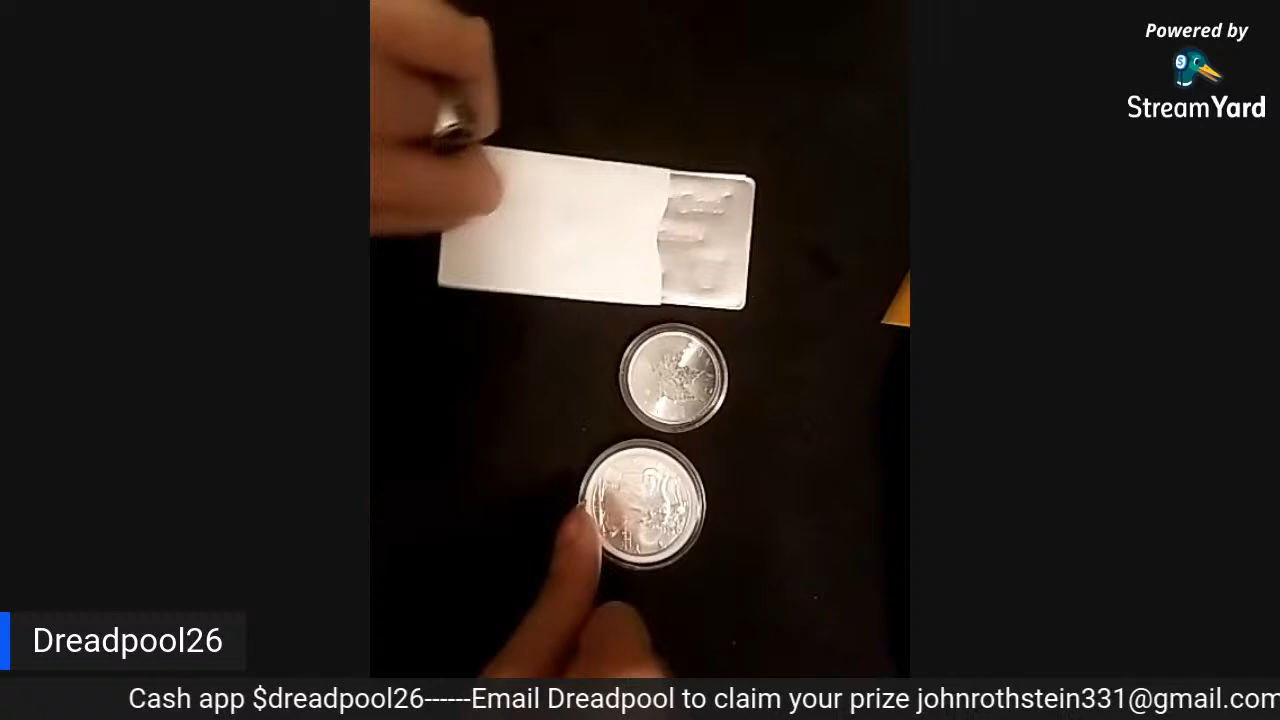 Powered by
StreamYard
Dreadpool26
Cash app $dreadpool26------Email Dreadpool to claim your prize johnrothstein331@gmail.com